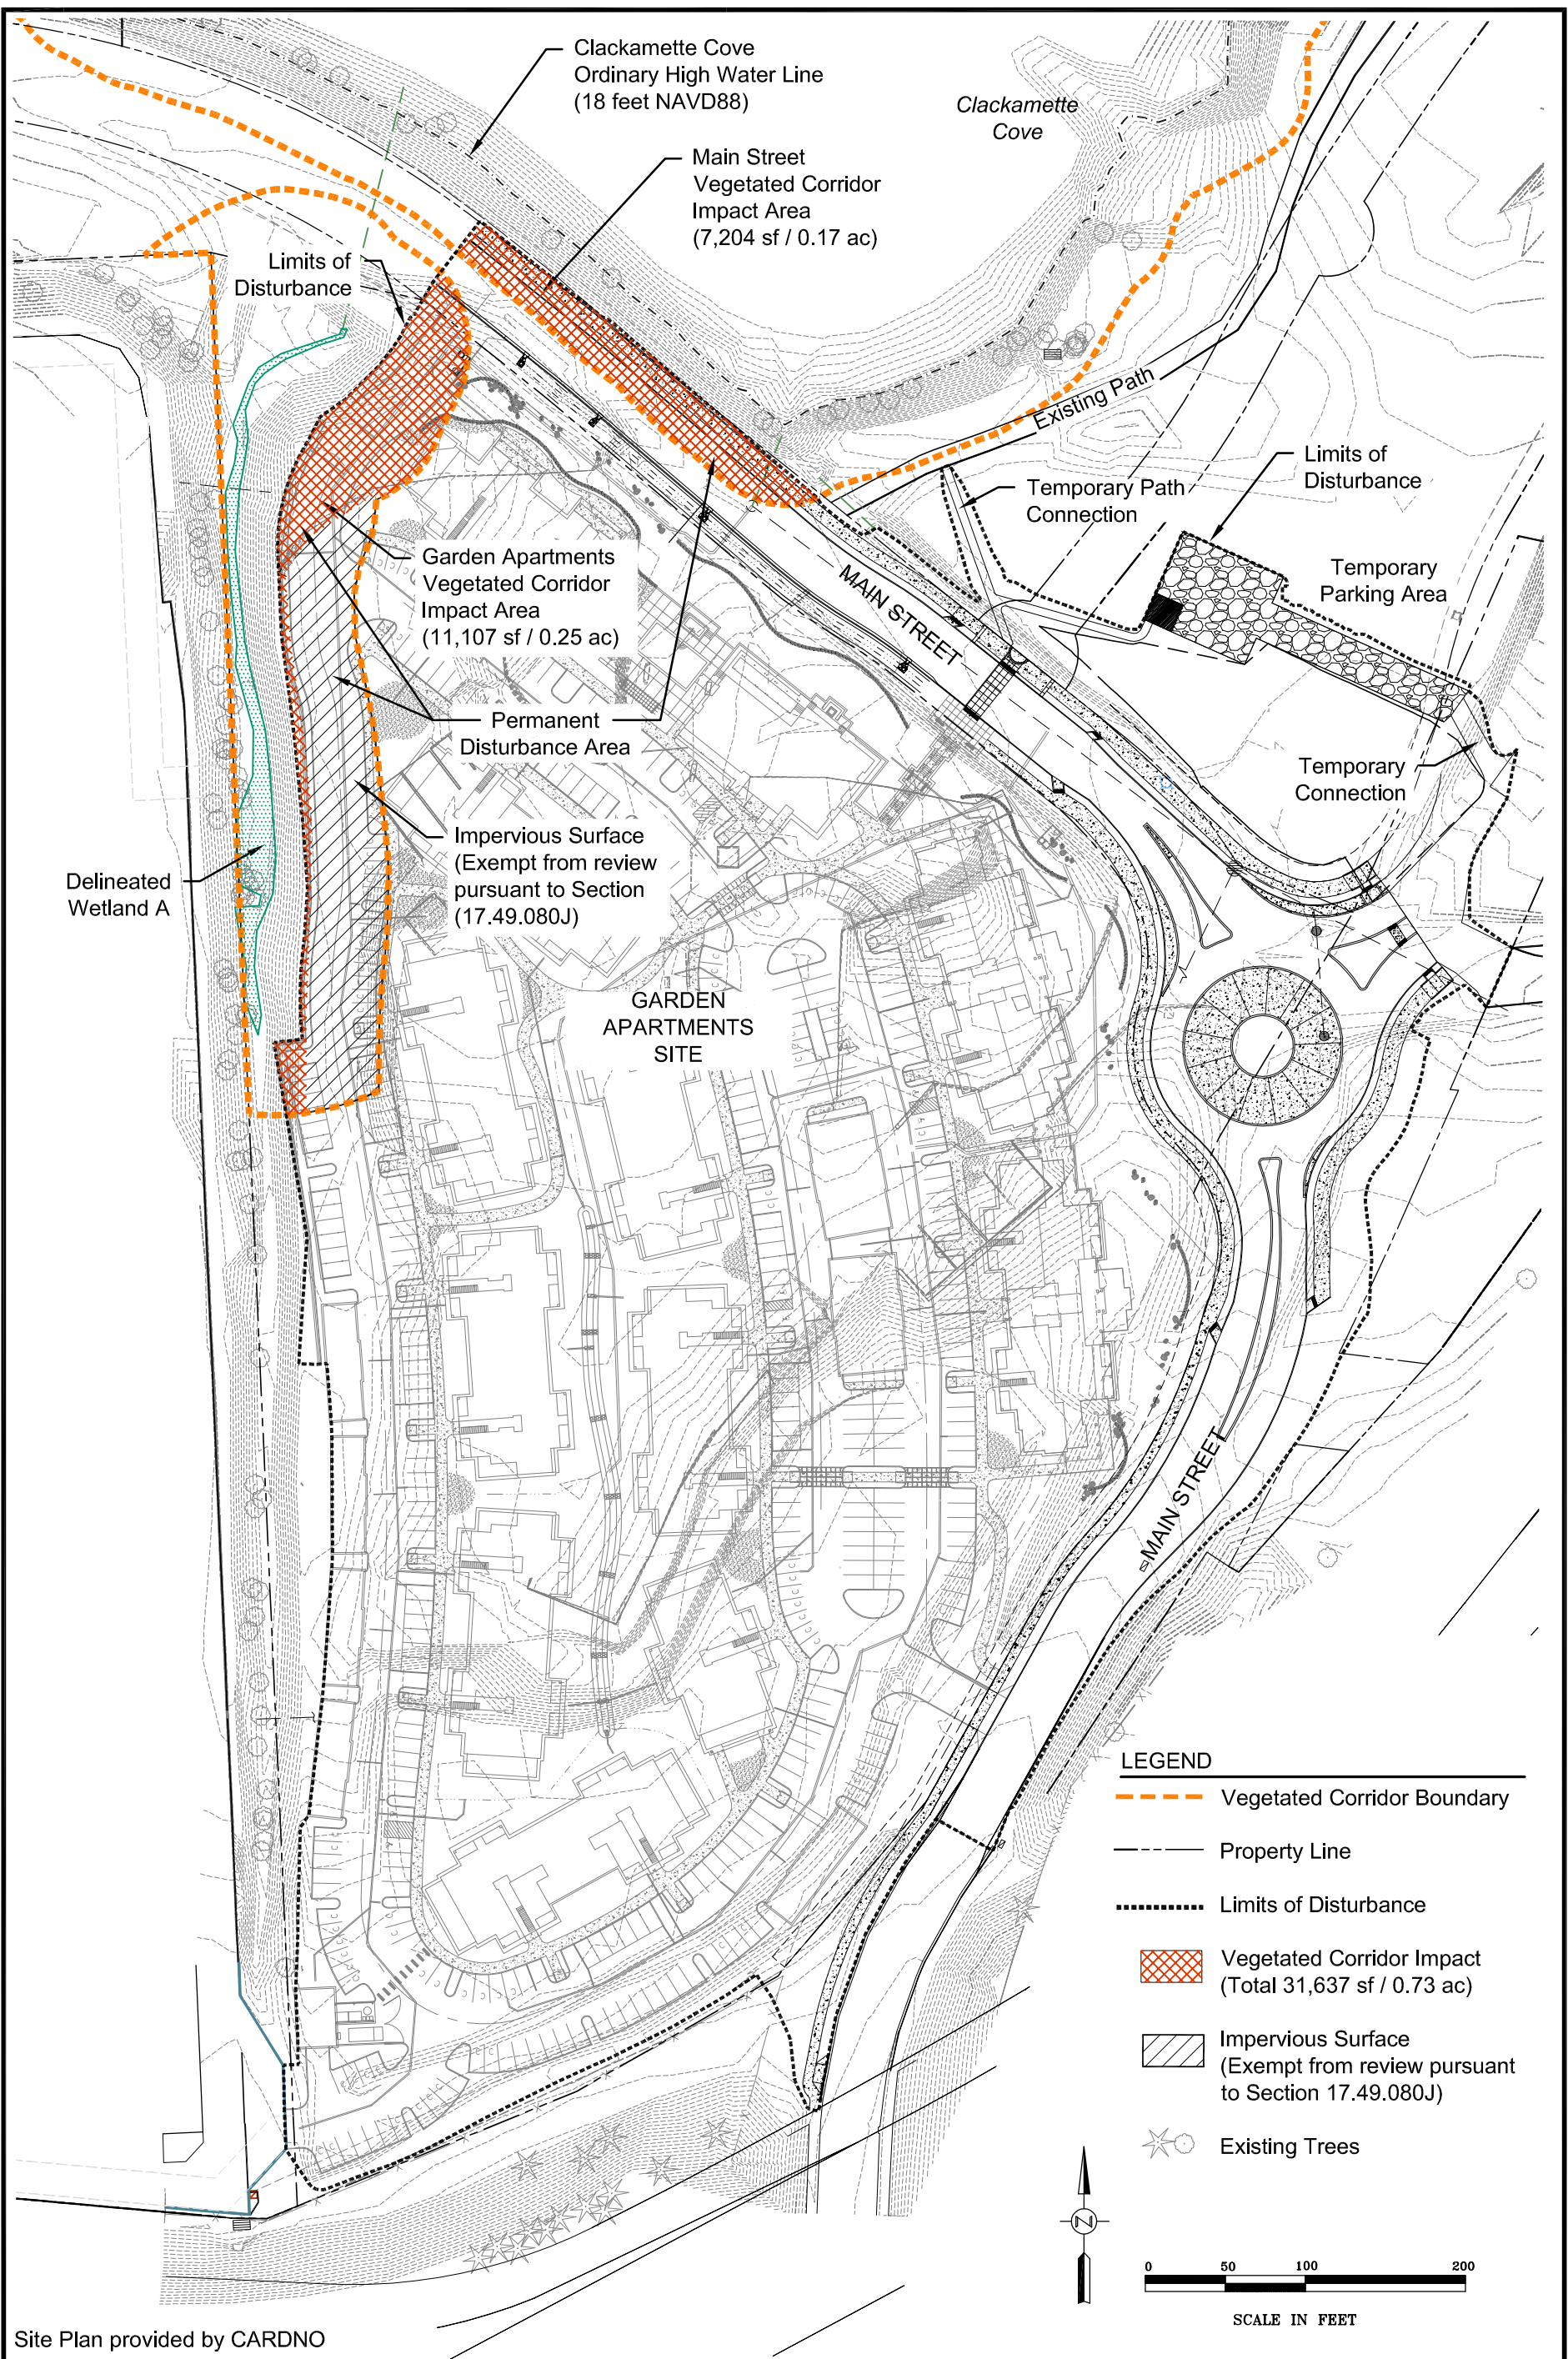 Clackamette Cove
Ordinary High Water Line
(18 feet NAVD88)
Clackamette
Cove
Main Street
Vegetated Corridor
Impact Area
(7,204 sf / 0.17 ac)
Limits of
Disturbance
Existing Path
Limits of
Disturbance
Temporary Path
Connection
Temporary
Parking Area
Garden Apartments
Vegetated Corridor
Impact Area
(11,107 sf / 0.25 ac)
MAIN STREET
Permanent
Disturbance Area
Temporary
Connection
Impervious Surface
(Exempt from review
pursuant to Section
(17.49.080J)
Delineated
Wetland A
GARDEN
APARTMENTS
SITE
MAIN STREET
LEGEND
Vegetated Corridor Boundary
Property Line
Limits of Disturbance
Vegetated Corridor Impact
(Total 31,637 sf / 0.73 ac)
Impervious Surface
(Exempt from review pursuant
to Section 17.49.080J)
Existing Trees
N
0 50 100 200
SCALE IN FEET
Site Plan provided by CARDNO